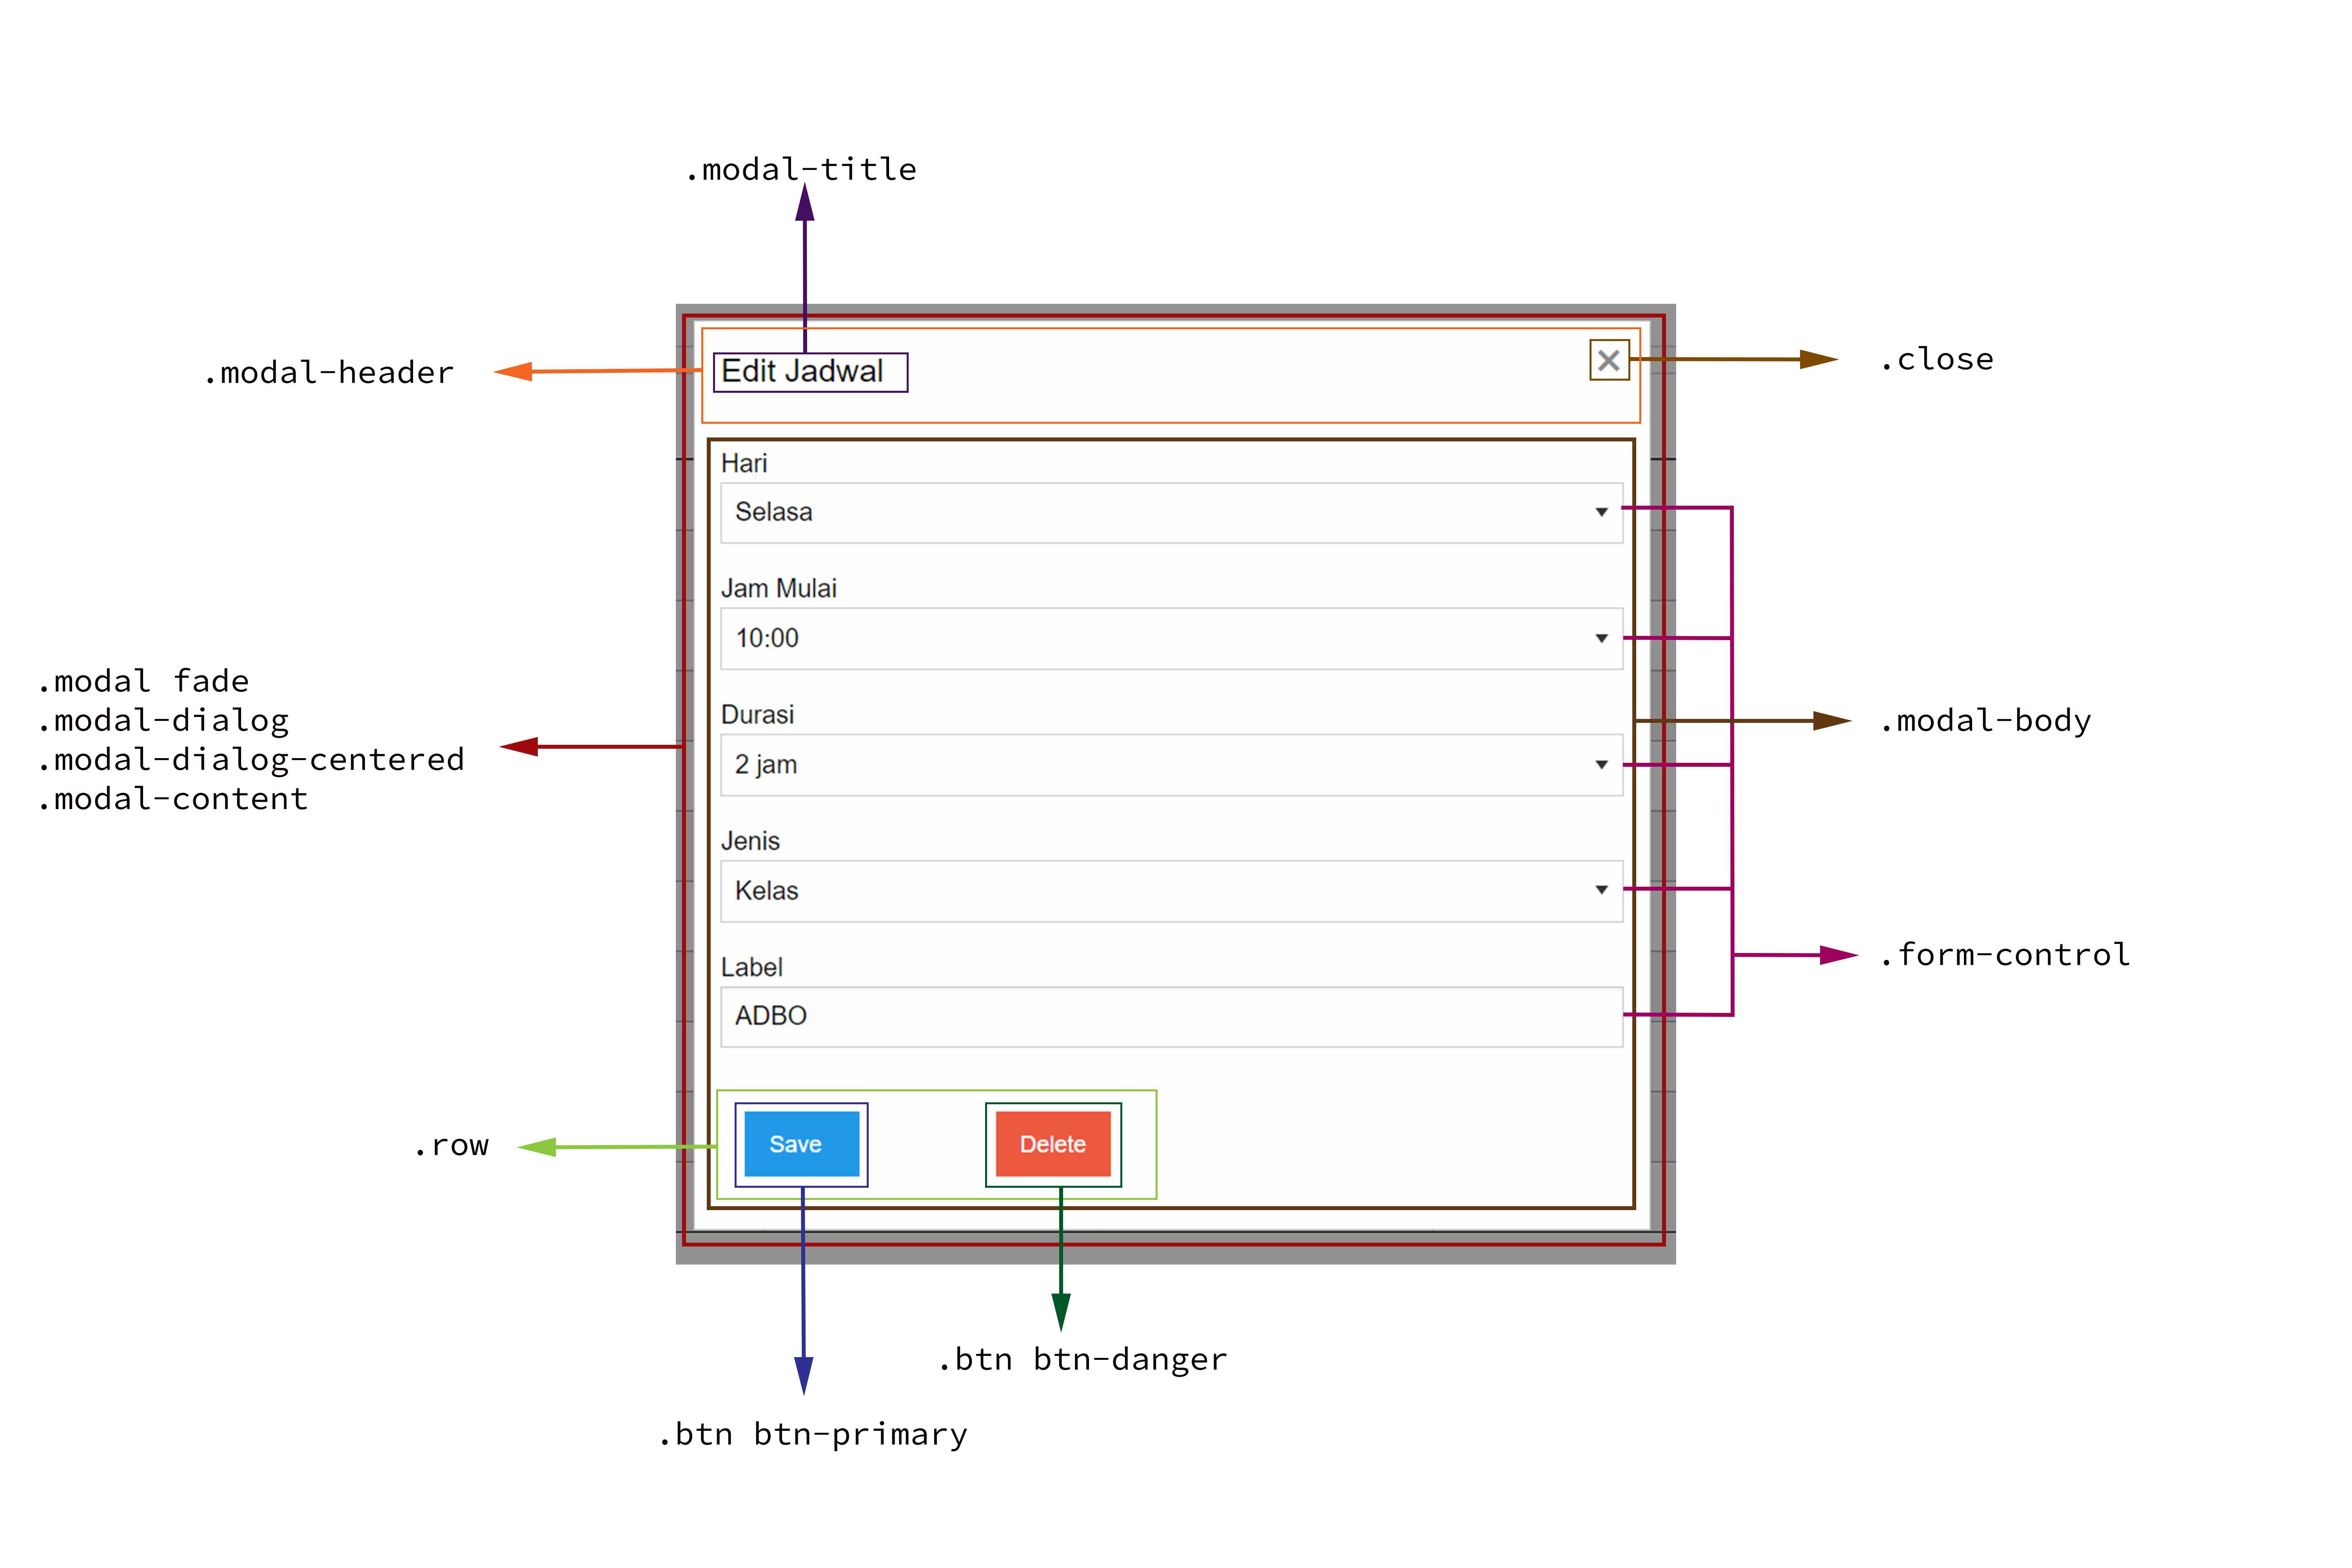 .modal-title
.modal-header
Edit Jadwal
.close
Hari
Selasa
Jam Mulai
10:00
.modal fade
.modal-dialog
.modal-dialog-centered
.modal-content
Durasi
2 jam
.modal-body
Jenis
Kelas
Label
ADBO
.form-control
.row
Save
Delete
.btn btn-danger
.btn btn-primary